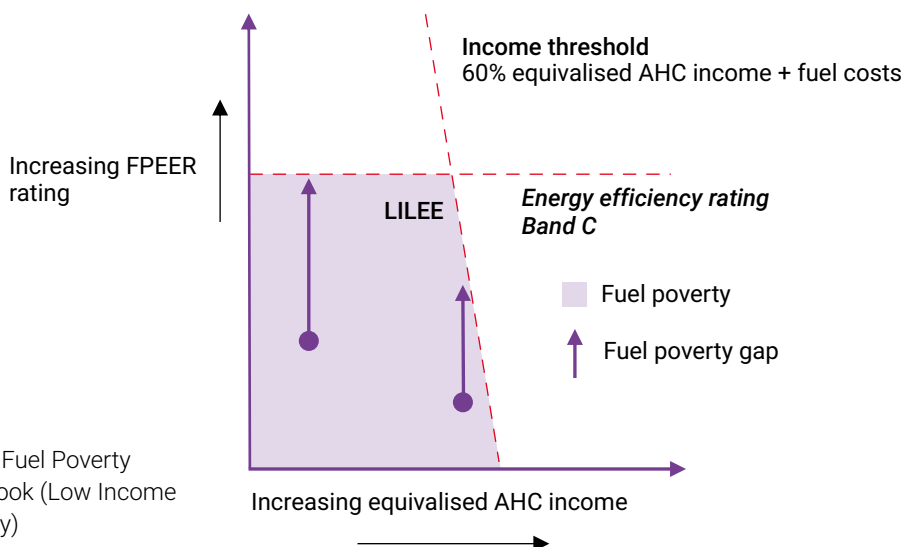 Income threshold
60% equivalised AHC income + fuel costs
Increasing FPEER
rating
LILEE
Energy efficiency rating
Band C
Fuel poverty
Fuel poverty gap
Fuel Poverty
ook (Low Income
y)
Increasing equivalised AHC income